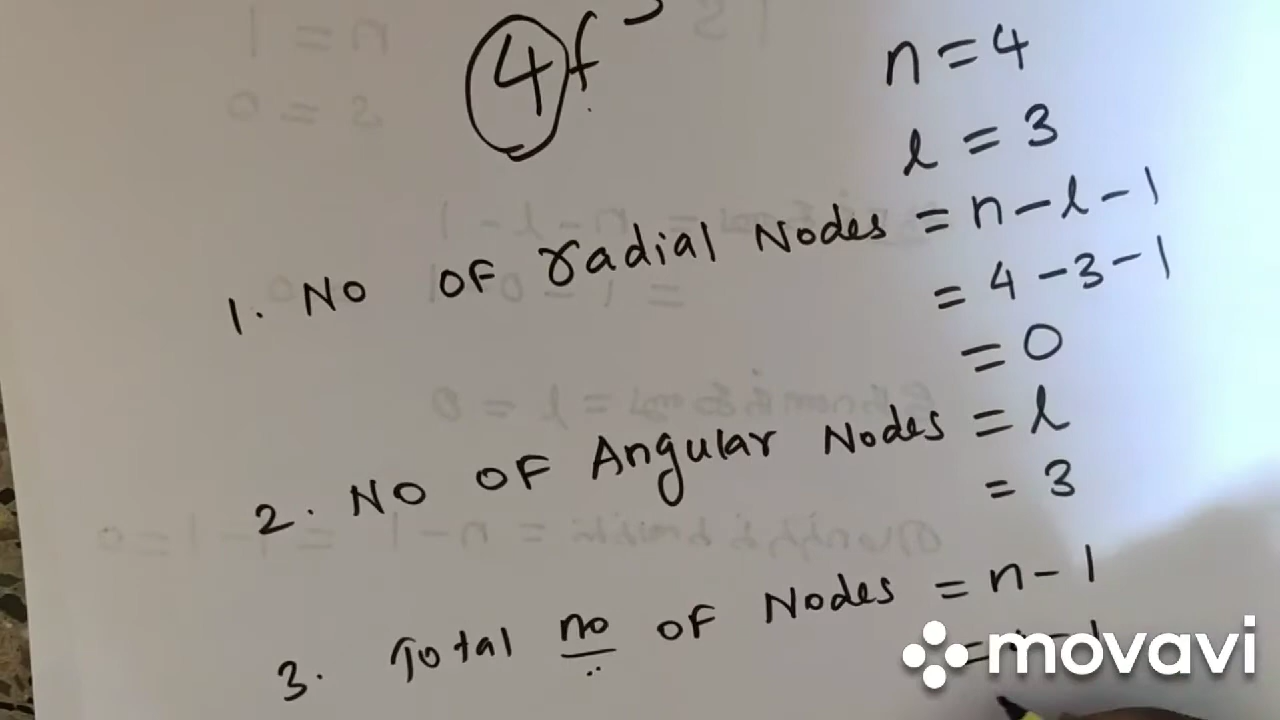 4f
n = 4
l = 3
1. No OF radial Nodes = n - l - 1
= 4 - 3 - 1
= 0
2. No OF Angular Nodes = l
= 3
3. Total no OF Nodes = n - 1
movavi